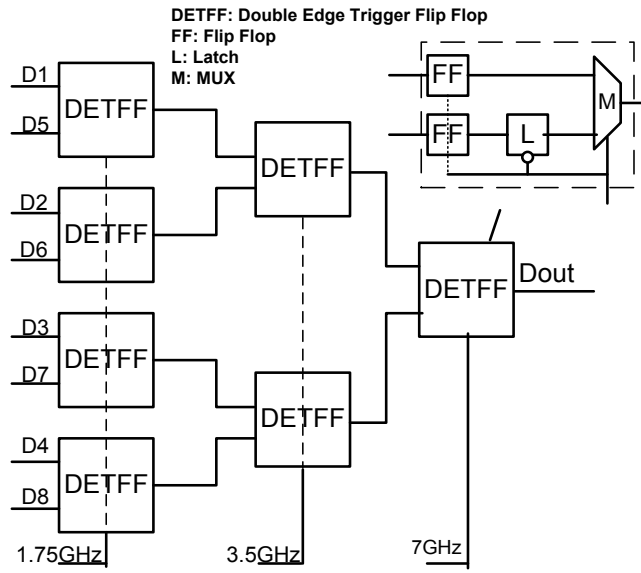 DETFF: Double Edge Trigger Flip Flop
FF: Flip Flop
L: Latch
M: MUX
D1
DETFF
D5
FF
M
FF
L
DETFF
D2
DETFF
D6
DETFF
Dout
D3
DETFF
D7
DETFF
D4
DETFF
D8
1.75GHz
3.5GHz
7GHz